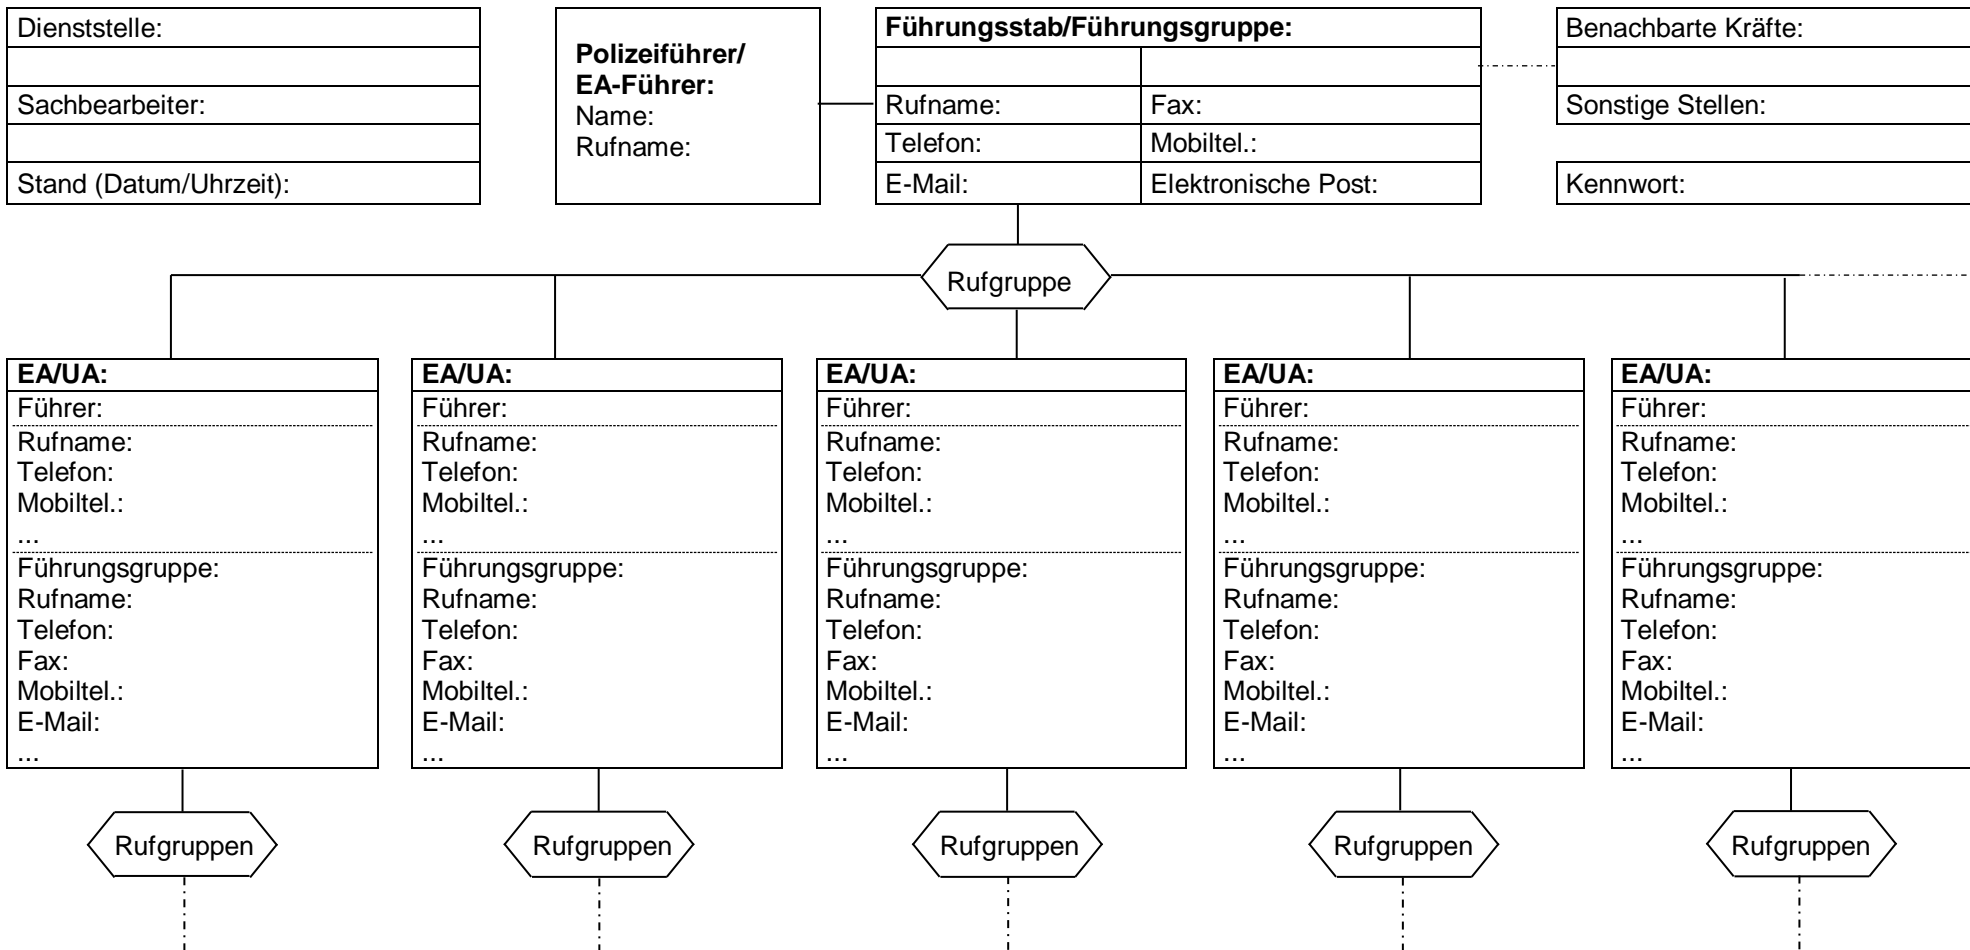 Dienststelle:
Sachbearbeiter:
Stand (Datum/Uhrzeit):
Polizeiführer/
EA-Führer:
Name:
Rufname:
Führungsstab/Führungsgruppe:
Rufname: Fax:
Telefon: Mobiltel.:
E-Mail: Elektronische Post:
Benachbarte Kräfte:
Sonstige Stellen:
Kennwort:
Rufgruppe
EA/UA:
Führer:
Rufname:
Telefon:
Mobiltel.:
...
Führungsgruppe:
Rufname:
Telefon:
Fax:
Mobiltel.:
E-Mail:
...
EA/UA:
Führer:
Rufname:
Telefon:
Mobiltel.:
...
Führungsgruppe:
Rufname:
Telefon:
Fax:
Mobiltel.:
E-Mail:
...
EA/UA:
Führer:
Rufname:
Telefon:
Mobiltel.:
...
Führungsgruppe:
Rufname:
Telefon:
Fax:
Mobiltel.:
E-Mail:
...
EA/UA:
Führer:
Rufname:
Telefon:
Mobiltel.:
...
Führungsgruppe:
Rufname:
Telefon:
Fax:
Mobiltel.:
E-Mail:
...
EA/UA:
Führer:
Rufname:
Telefon:
Mobiltel.:
...
Führungsgruppe:
Rufname:
Telefon:
Fax:
Mobiltel.:
E-Mail:
...
Rufgruppen
Rufgruppen
Rufgruppen
Rufgruppen
Rufgruppen